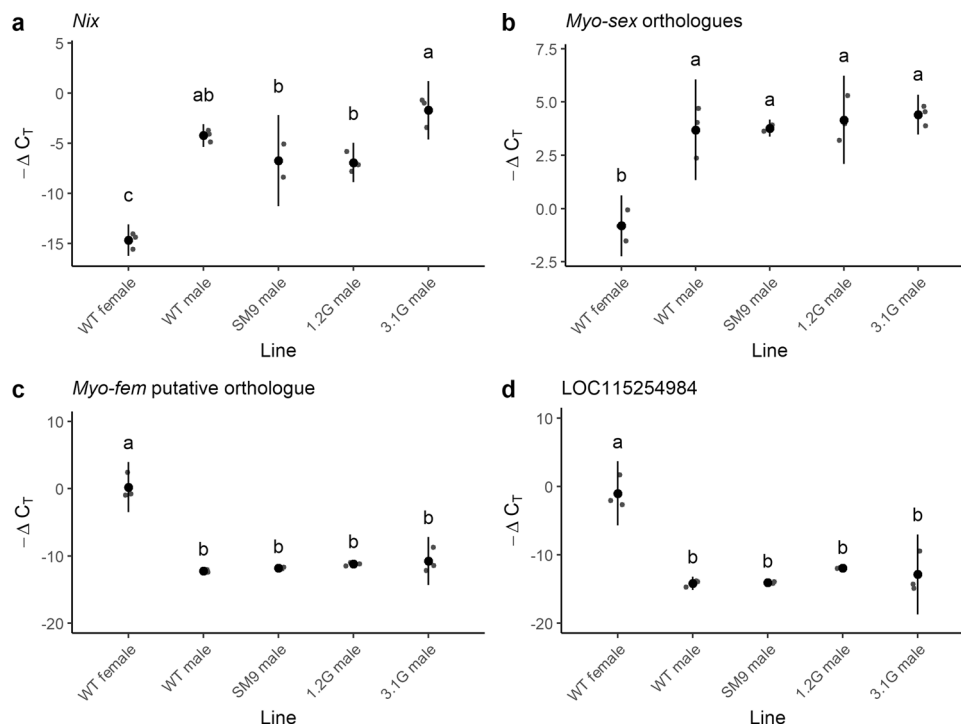 a Nix
5
0
-5
-10
-15
−Δ CT
c
ab
b
b
a
WT female
WT male
SM9 male
1.2G male
3.1G male
Line
b Myo-sex orthologues
7.5
5.0
2.5
0.0
-2.5
−Δ CT
b
a
a
a
a
WT female
WT male
SM9 male
1.2G male
3.1G male
Line
c Myo-fem putative orthologue
10
0
-10
-20
−Δ CT
a
b
b
b
b
WT female
WT male
SM9 male
1.2G male
3.1G male
Line
d LOC115254984
10
0
-10
-20
−Δ CT
a
b
b
b
b
WT female
WT male
SM9 male
1.2G male
3.1G male
Line